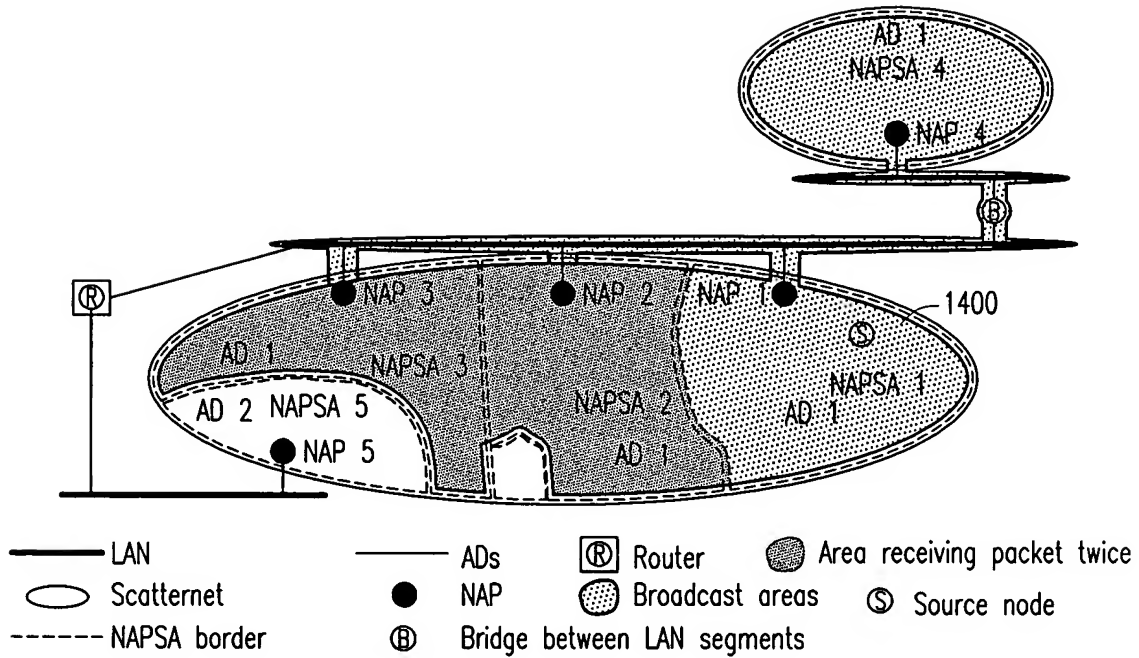 AD 1
NAPSA 4
NAP 4
B
R
NAP 3
NAP 2
NAP 1
1400
S
AD 1
NAPSA 3
NAPSA 2
NAPSA 1
AD 1
AD 2 NAPSA 5
AD 1
NAP 5
LAN
ADs
R Router
Area receiving packet twice
Scatternet
NAP
Broadcast areas
S Source node
NAPSA border
B Bridge between LAN segments